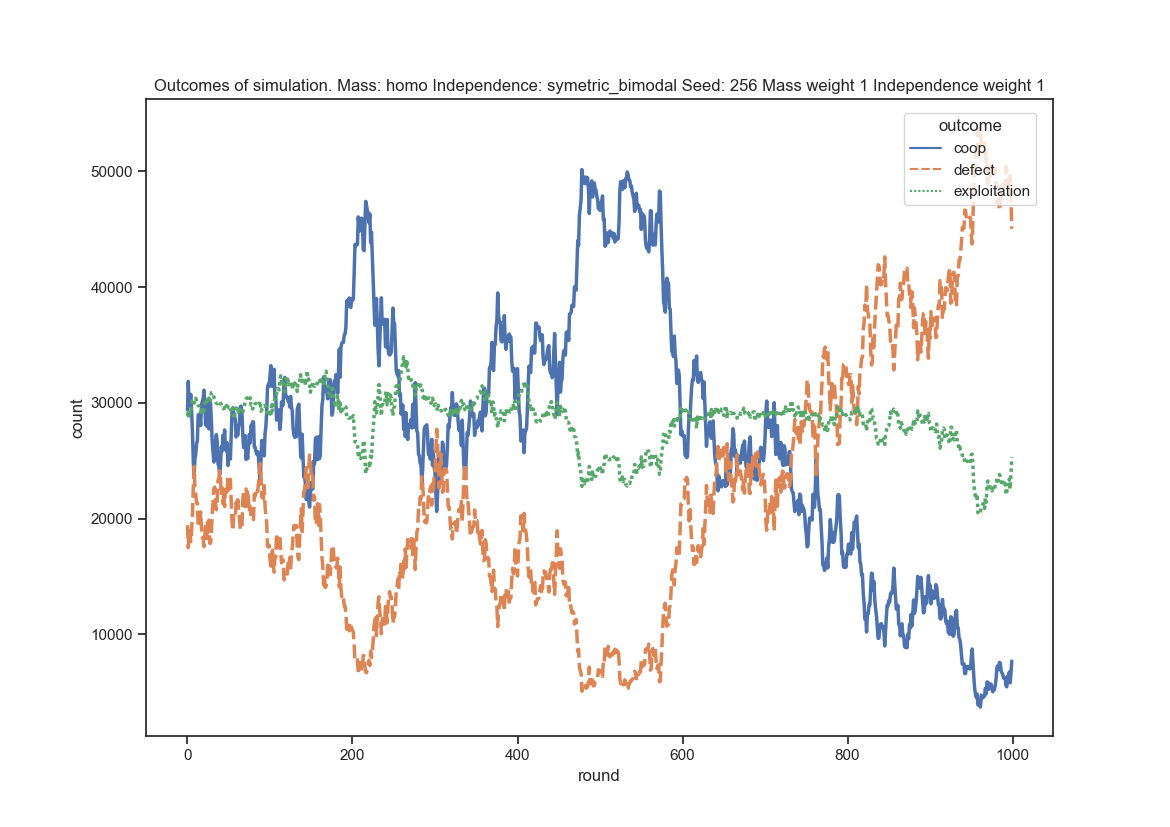 Outcomes of simulation. Mass: homo Independence: symetric_bimodal Seed: 256 Mass weight 1 Independence weight 1
outcome
coop
defect
exploitation
50000
40000
30000
20000
10000
count
0 200 400 600 800 1000
round